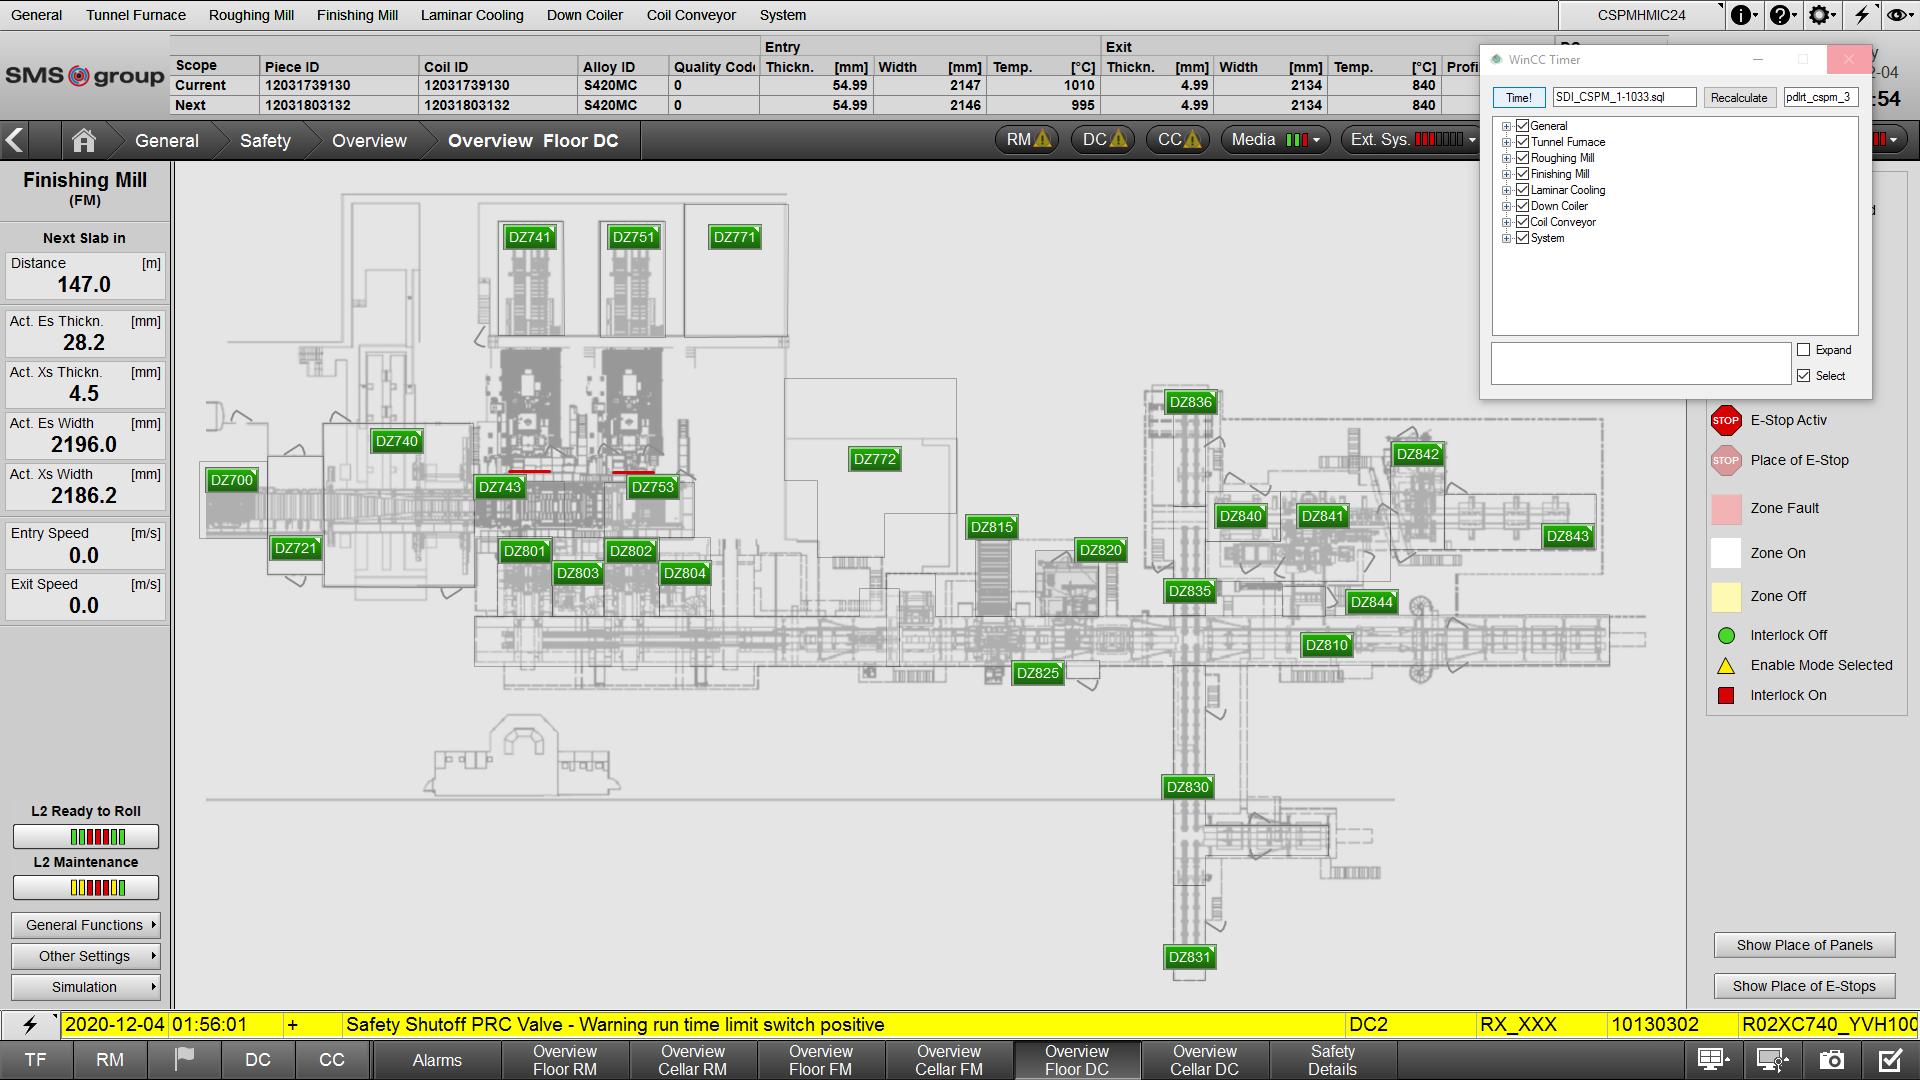 General Tunnel Furnace Roughing Mill Finishing Mill Laminar Cooling Down Coiler Coil Conveyor System CSPMHMIC24
SMS group
Entry Exit
Scope Piece ID Coil ID Alloy ID Quality Code Thickn. [mm] Width [mm] Temp. [°C] Thickn. [mm] Width [mm] Temp. [°C]
Current 12031739130 12031739130 S420MC 0 54.99 2147 1010 4.99 2134 840
Next 12031803132 12031803132 S420MC 0 54.99 2146 995 4.99 2134 840
General Safety Overview Overview Floor DC RM DC CC Media Ext. Sys.
WinCC Timer
Time! SDI_CSPM_1-1033.sql Recalculate pdlrt_cspm_3
General
Tunnel Furnace
Roughing Mill
Finishing Mill
Laminar Cooling
Down Coiler
Coil Conveyor
System
Expand
Select
-04
:54
Finishing Mill
(FM)
Next Slab in
Distance [m]
147.0
Act. Es Thickn. [mm]
28.2
Act. Xs Thickn. [mm]
4.5
Act. Es Width [mm]
2196.0
Act. Xs Width [mm]
2186.2
Entry Speed [m/s]
0.0
Exit Speed [m/s]
0.0
L2 Ready to Roll
L2 Maintenance
General Functions
Other Settings
Simulation
DZ741 DZ751 DZ771
DZ836
DZ740 DZ772 DZ842
DZ700 DZ743 DZ753
DZ815 DZ840 DZ841 DZ843
DZ721 DZ801 DZ802 DZ820
DZ803 DZ804 DZ835 DZ844
DZ810
DZ825
DZ830
DZ831
STOP E-Stop Activ
STOP Place of E-Stop
Zone Fault
Zone On
Zone Off
Interlock Off
Enable Mode Selected
Interlock On
Show Place of Panels
Show Place of E-Stops
2020-12-04 01:56:01 + Safety Shutoff PRC Valve - Warning run time limit switch positive DC2 RX_XXX 10130302 R02XC740_YVH100
TF RM DC CC Alarms Overview Floor RM Overview Cellar RM Overview Floor FM Overview Cellar FM Overview Floor DC Overview Cellar DC Safety Details